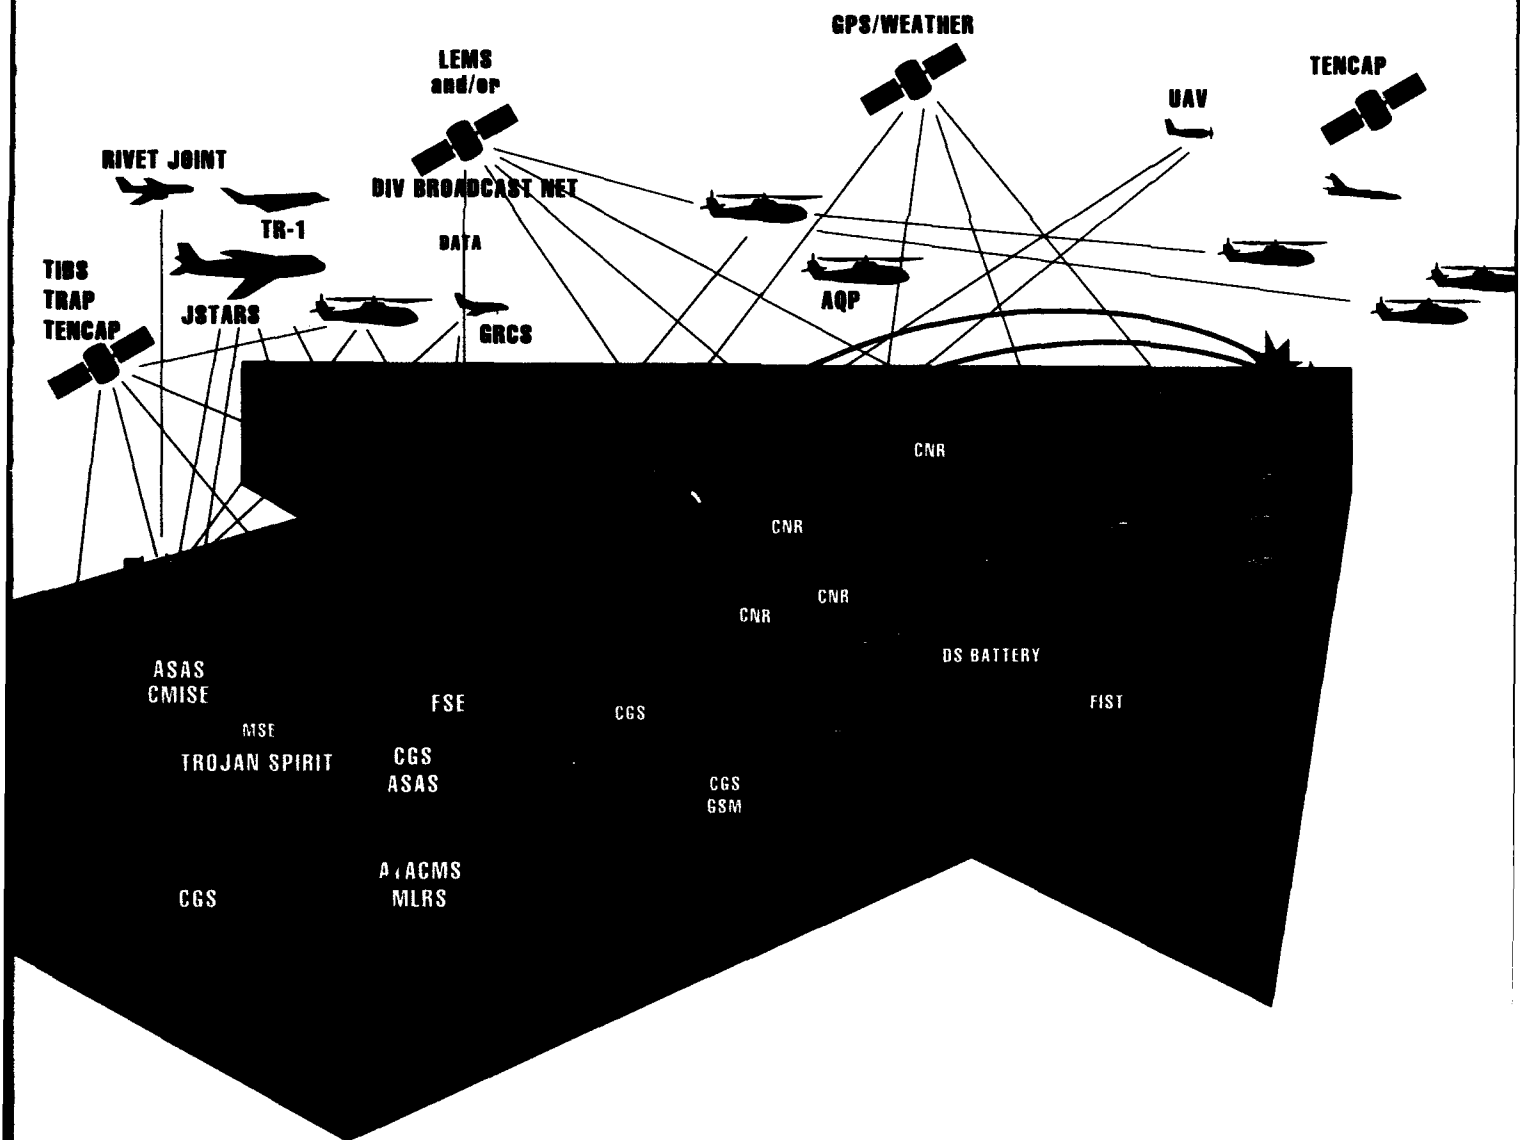 GPS/WEATHER
LEMS
and/or
TENCAP
UAV
RIVET JOINT
DIV BROADCAST NET
TR-1
DATA
TIBS
TRAP
TENCAP
JSTARS
AQP
GRCS
CNR
CNR
CNR
CNR
DS BATTERY
ASAS
CMISE
FSE
CGS
FIST
MSE
TROJAN SPIRIT
CGS
ASAS
CGS
GSM
ATACMS
MLRS
CGS